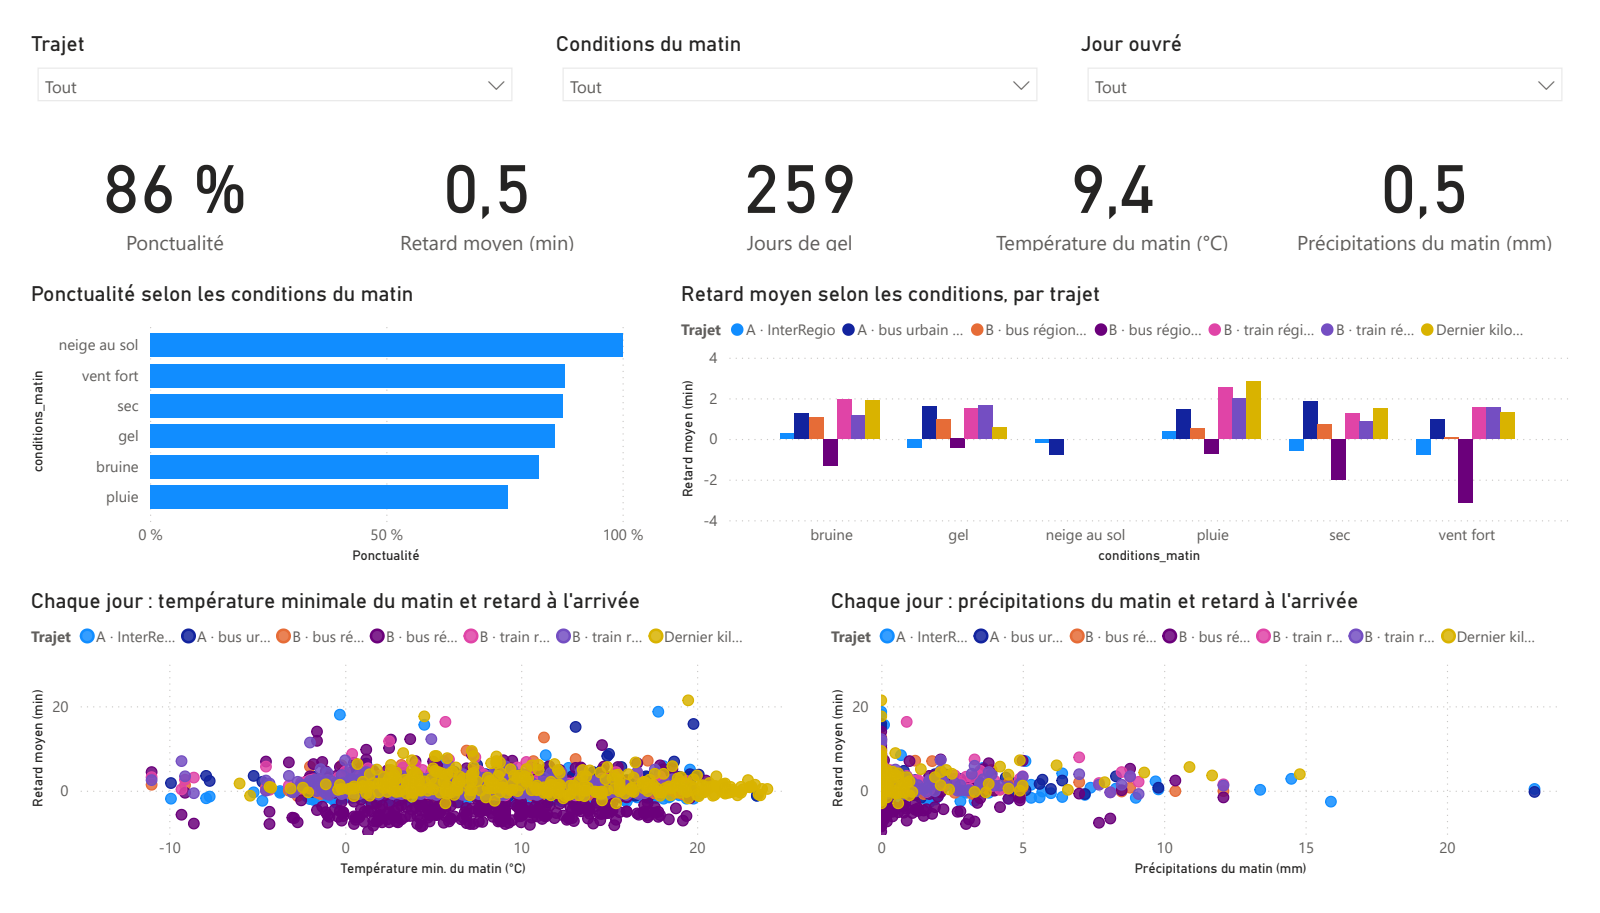 Trajet
Conditions du matin
Jour ouvré
Tout
Tout
Tout
86 %
0,5
259
9,4
0,5
Ponctualité
Retard moyen (min)
Jours de gel
Température du matin (°C)
Précipitations du matin (mm)
Ponctualité selon les conditions du matin
conditions_matin
neige au sol
vent fort
sec
gel
bruine
pluie
0 %
50 %
100 %
Ponctualité
Retard moyen selon les conditions, par trajet
Trajet
A · InterRegio
A · bus urbain ...
B · bus région...
B · bus régio...
B · train régi...
B · train ré...
Dernier kilo...
Retard moyen (min)
4
2
0
-2
-4
bruine
gel
neige au sol
pluie
sec
vent fort
conditions_matin
Chaque jour : température minimale du matin et retard à l'arrivée
Trajet
A · InterRe...
A · bus ur...
B · bus ré...
B · bus ré...
B · train r...
B · train r...
Dernier kil...
Retard moyen (min)
20
0
-10
0
10
20
Température min. du matin (°C)
Chaque jour : précipitations du matin et retard à l'arrivée
Trajet
A · InterR...
A · bus ur...
B · bus ré...
B · bus ré...
B · train r...
B · train r...
Dernier kil...
Retard moyen (min)
20
0
0
5
10
15
20
Précipitations du matin (mm)